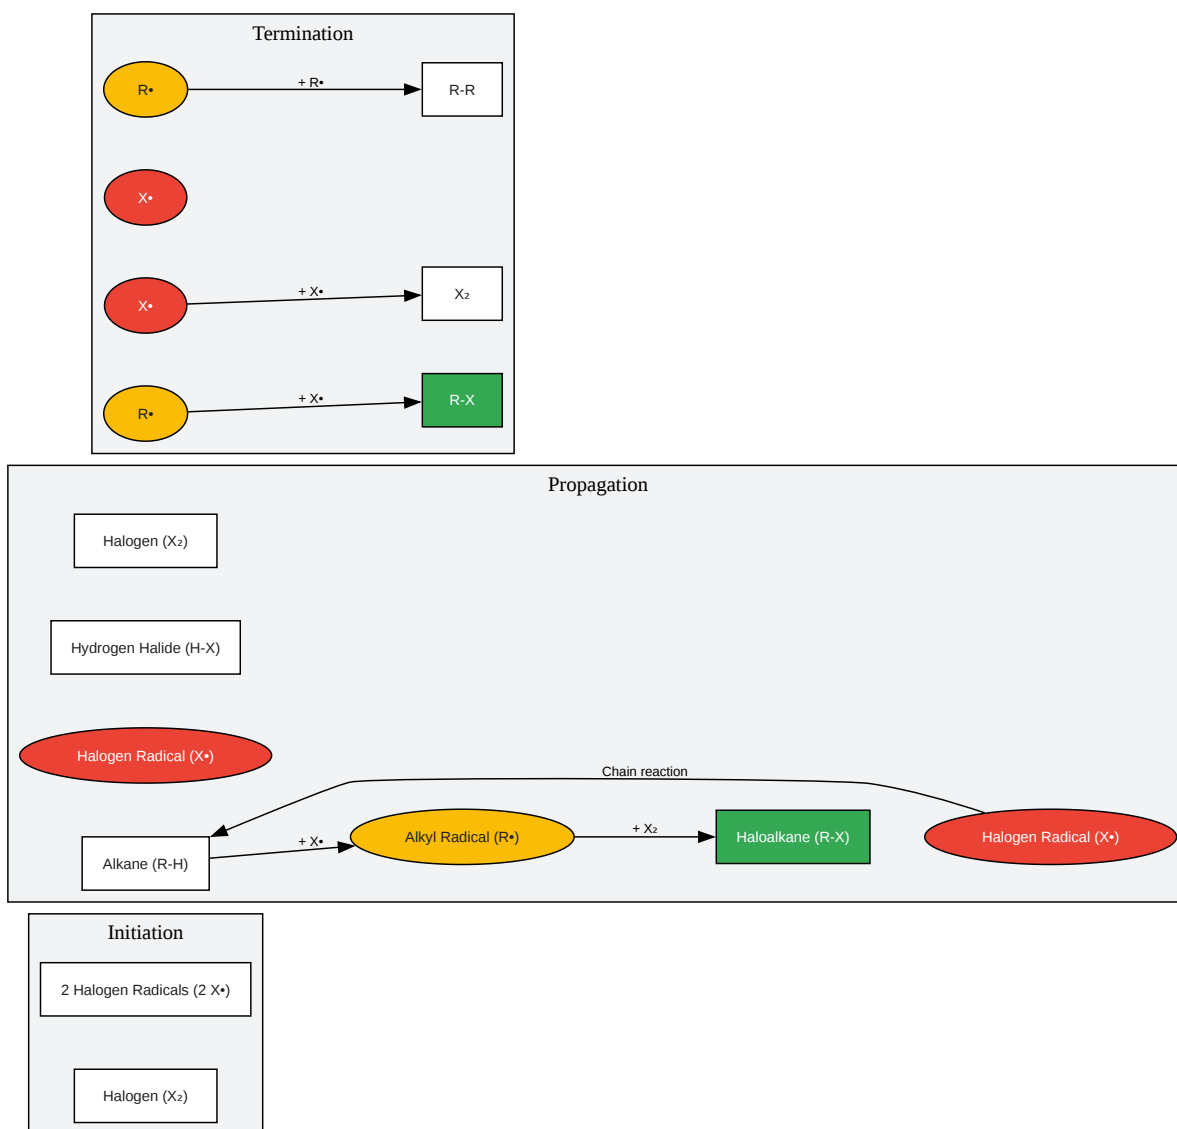 Termination
R•
+ R•
R-R
X•
X•
+ X•
X₂
R•
+ X•
R-X
Propagation
Halogen (X₂)
Hydrogen Halide (H-X)
Halogen Radical (X•)
Chain reaction
Alkane (R-H)
+ X•
Alkyl Radical (R•)
+ X₂
Haloalkane (R-X)
Halogen Radical (X•)
Initiation
2 Halogen Radicals (2 X•)
Halogen (X₂)